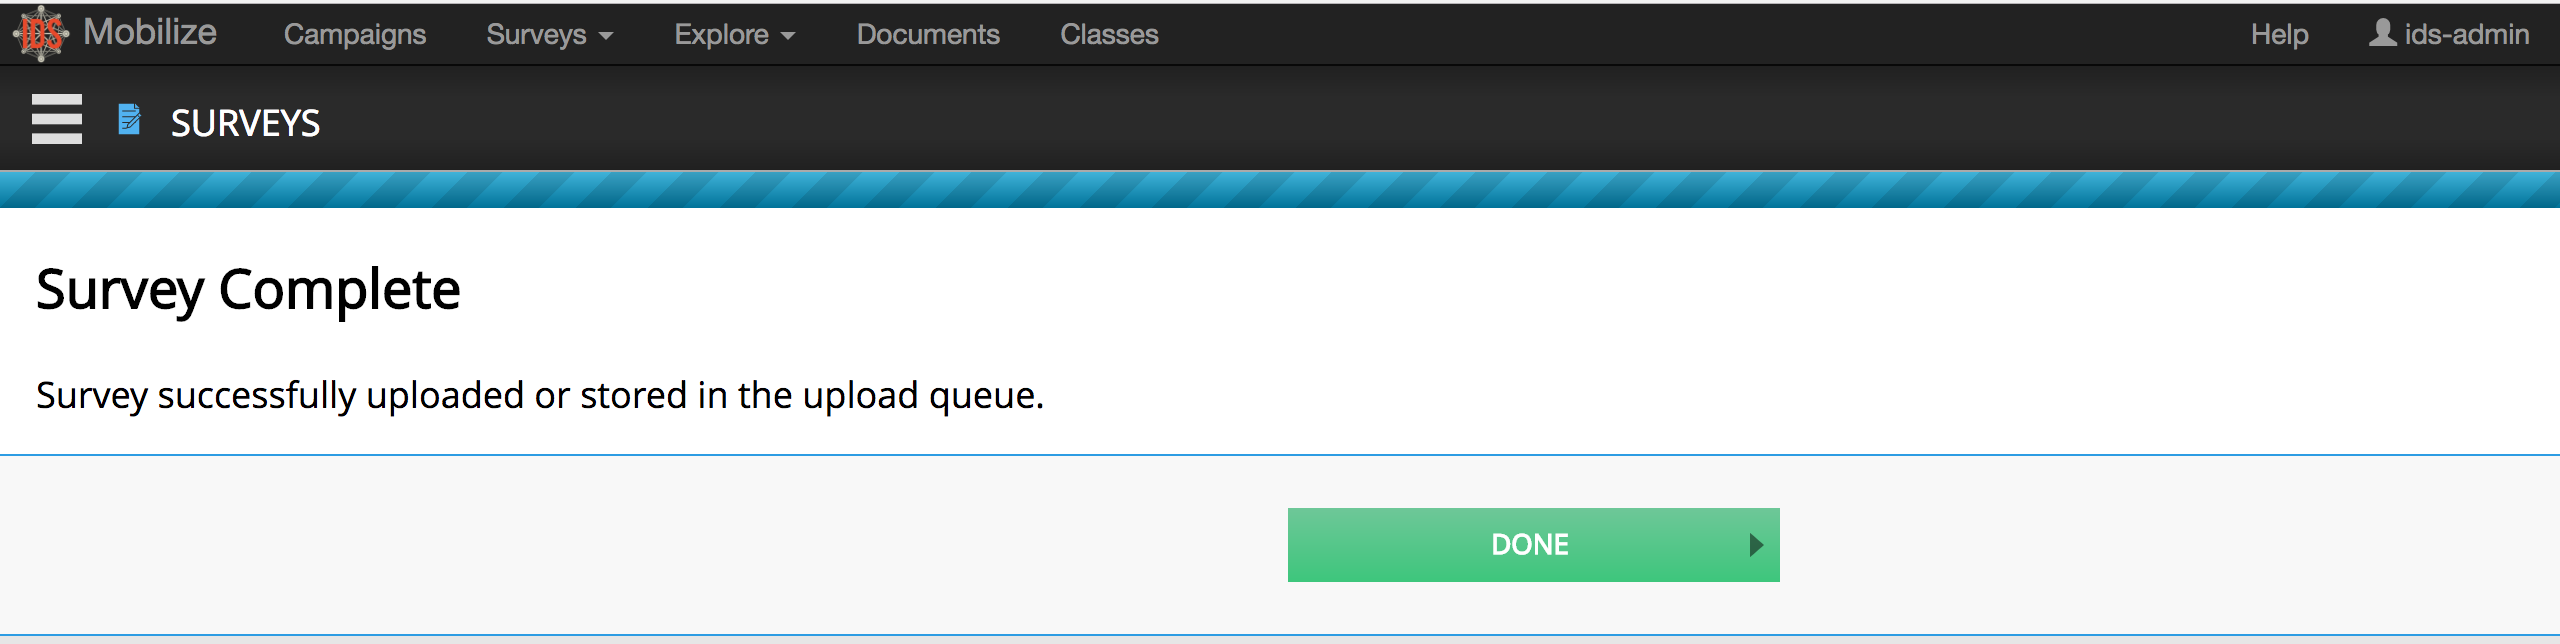 IDS Mobilize Campaigns Surveys Explore Documents Classes Help ids-admin
SURVEYS
Survey Complete
Survey successfully uploaded or stored in the upload queue.
DONE